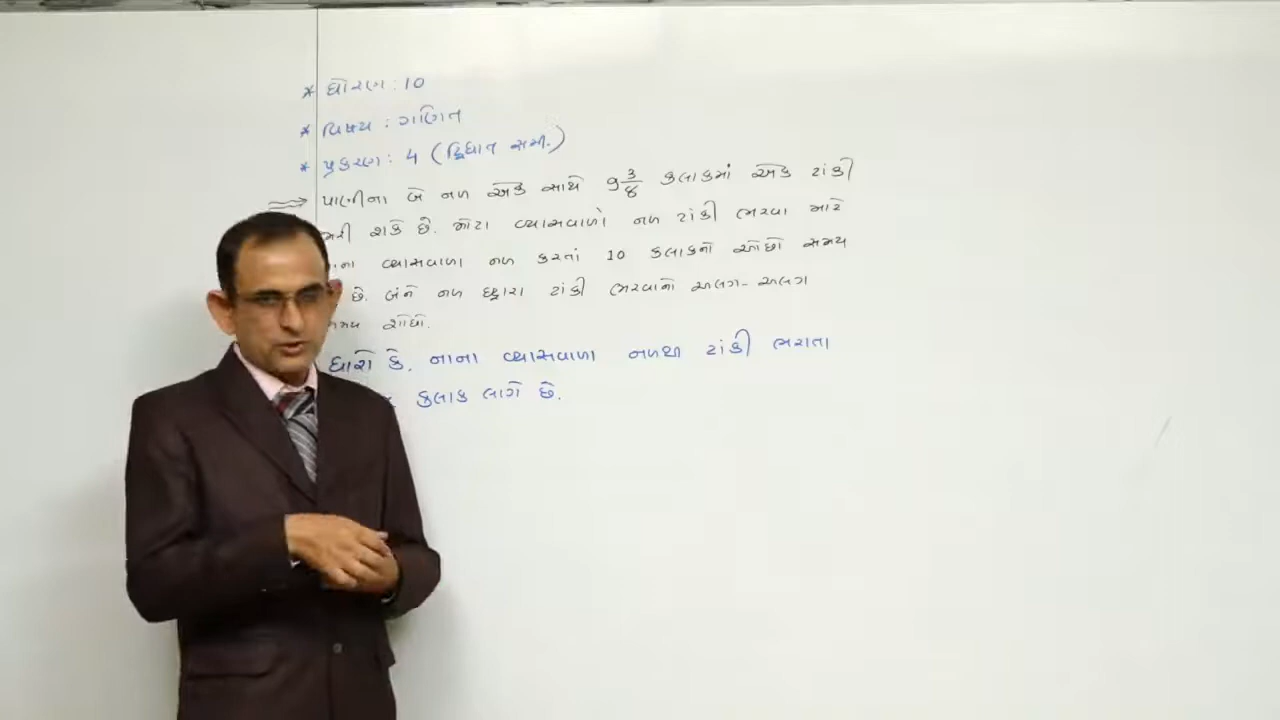 * ધોરણ : 10
* વિષય : ગણિત
* પ્રકરણ : 4 (દ્વિઘાત સમી.)
પાણીના બે નળ એક સાથે 9 3/8 કલાકમાં એક ટાંકી
ભરી શકે છે. મોટા વ્યાસવાળો નળ ટાંકી ભરવા માટે
વ્યાસવાળા નળ કરતાં 10 કલાકનો ઓછો સમય
છે. બંને નળ દ્વારા ટાંકી ભરવાનો અલગ-અલગ
શોધો.
ધારો કે, નાના વ્યાસવાળા નળથી ટાંકી ભરાતા
કલાક લાગે છે.